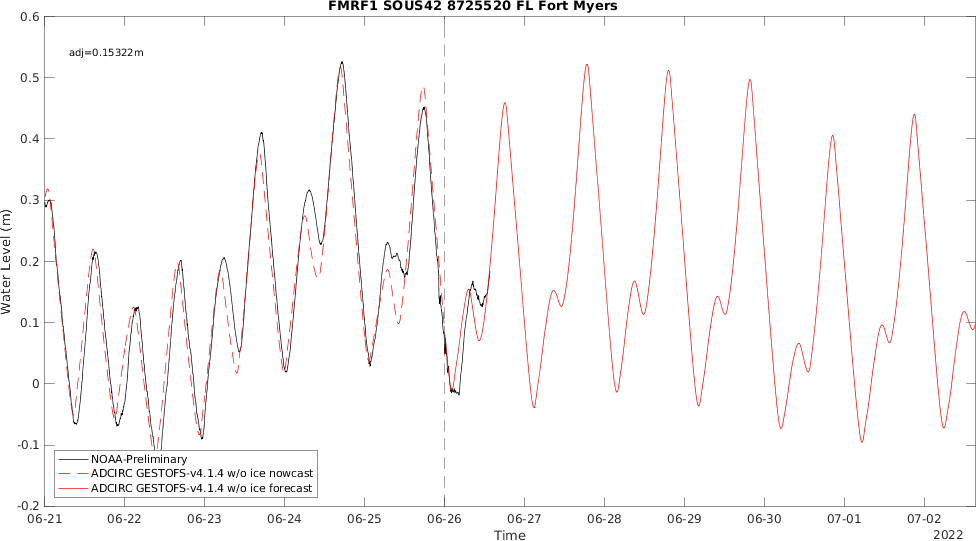 FMRF1 SOUS42 8725520 FL Fort Myers
adj=0.15322m
0.6
0.5
0.4
0.3
0.2
0.1
0
-0.1
-0.2
Water Level (m)
NOAA-Preliminary
ADCIRC GESTOFS-v4.1.4 w/o ice nowcast
ADCIRC GESTOFS-v4.1.4 w/o ice forecast
06-21 06-22 06-23 06-24 06-25 06-26 06-27 06-28 06-29 06-30 07-01 07-02
Time
2022